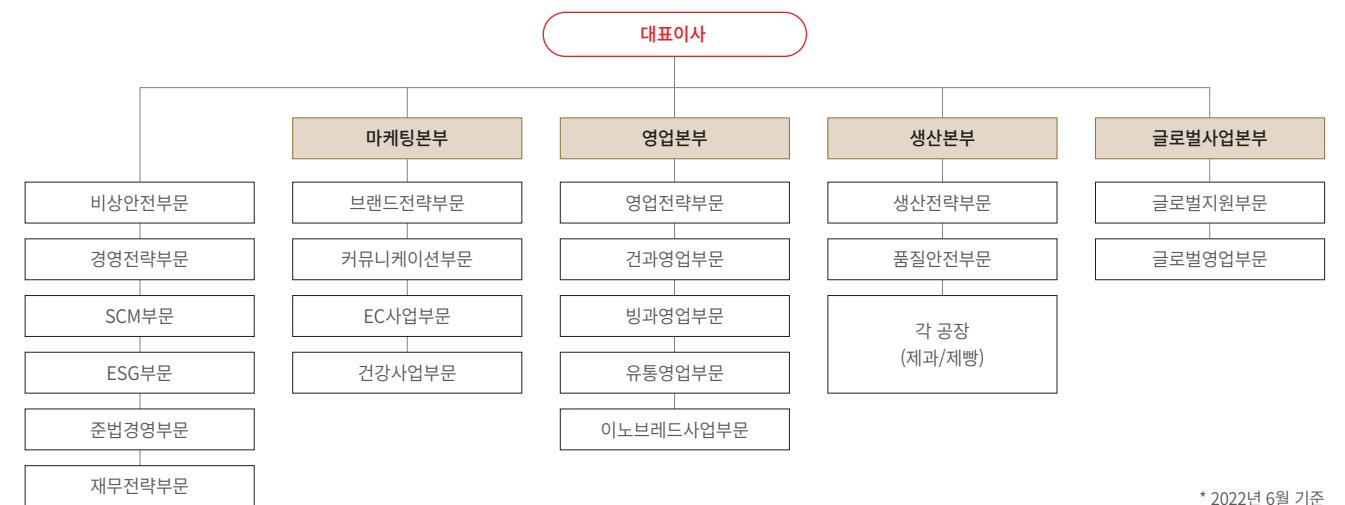 대표이사
마케팅본부
영업본부
생산본부
글로벌사업본부
비상안전부문
경영전략부문
SCM부문
ESG부문
준법경영부문
재무전략부문
브랜드전략부문
커뮤니케이션부문
EC사업부문
건강사업부문
영업전략부문
건과영업부문
빙과영업부문
유통영업부문
이노브레드사업부문
생산전략부문
품질안전부문
각 공장
(제과/제빵)
글로벌지원부문
글로벌영업부문
* 2022년 6월 기준